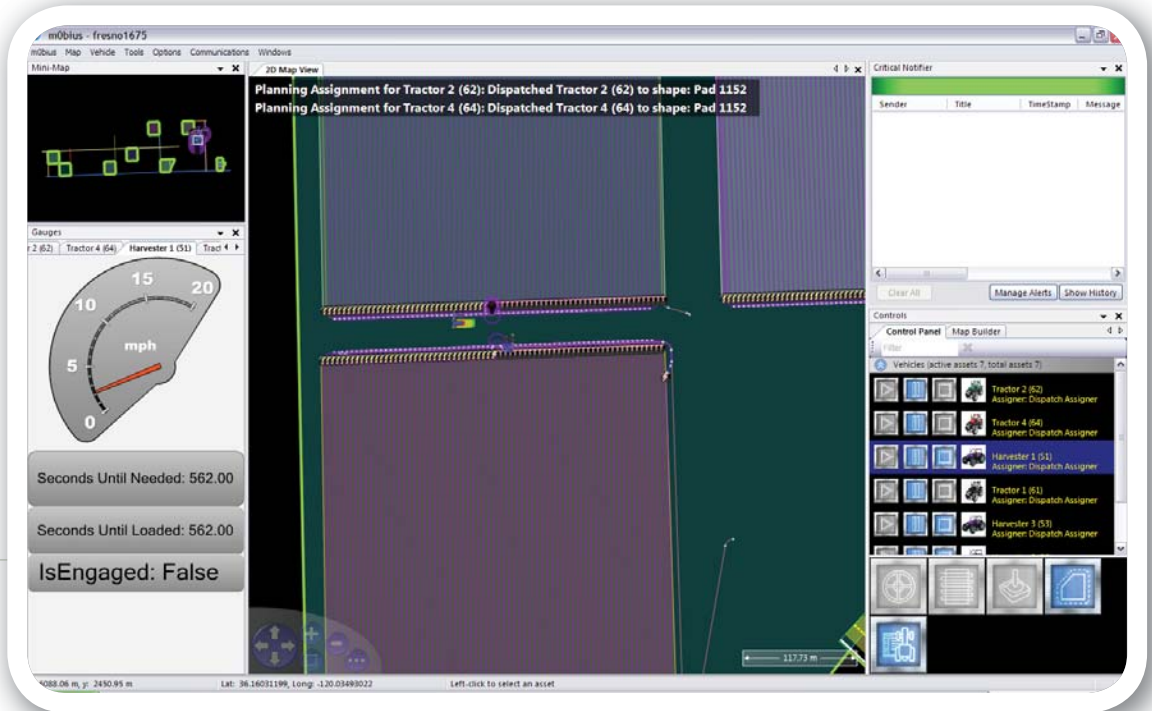 m0bius - fresno1675
m0bius Map Vehicle Tools Options Communications Windows
Mini-Map
Gauges
r 2 (62) Tractor 4 (64) Harvester 1 (51) Tract
0 5 10 15 20
mph
Seconds Until Needed: 562.00
Seconds Until Loaded: 562.00
IsEngaged: False
2D Map View
Planning Assignment for Tractor 2 (62): Dispatched Tractor 2 (62) to shape: Pad 1152
Planning Assignment for Tractor 4 (64): Dispatched Tractor 4 (64) to shape: Pad 1152
117.73 m
Critical Notifier
Sender Title TimeStamp Message
Clear All Manage Alerts Show History
Controls
Control Panel Map Builder
Filter
Vehicles (active assets 7, total assets 7)
Tractor 2 (62)
Assigner: Dispatch Assigner
Tractor 4 (64)
Assigner: Dispatch Assigner
Harvester 1 (51)
Assigner: Dispatch Assigner
Tractor 1 (61)
Assigner: Dispatch Assigner
Harvester 3 (53)
Assigner: Dispatch Assigner
6088.06 m, y: 2450.95 m Lat: 36.16031199, Long: -120.03493022 Left-click to select an asset